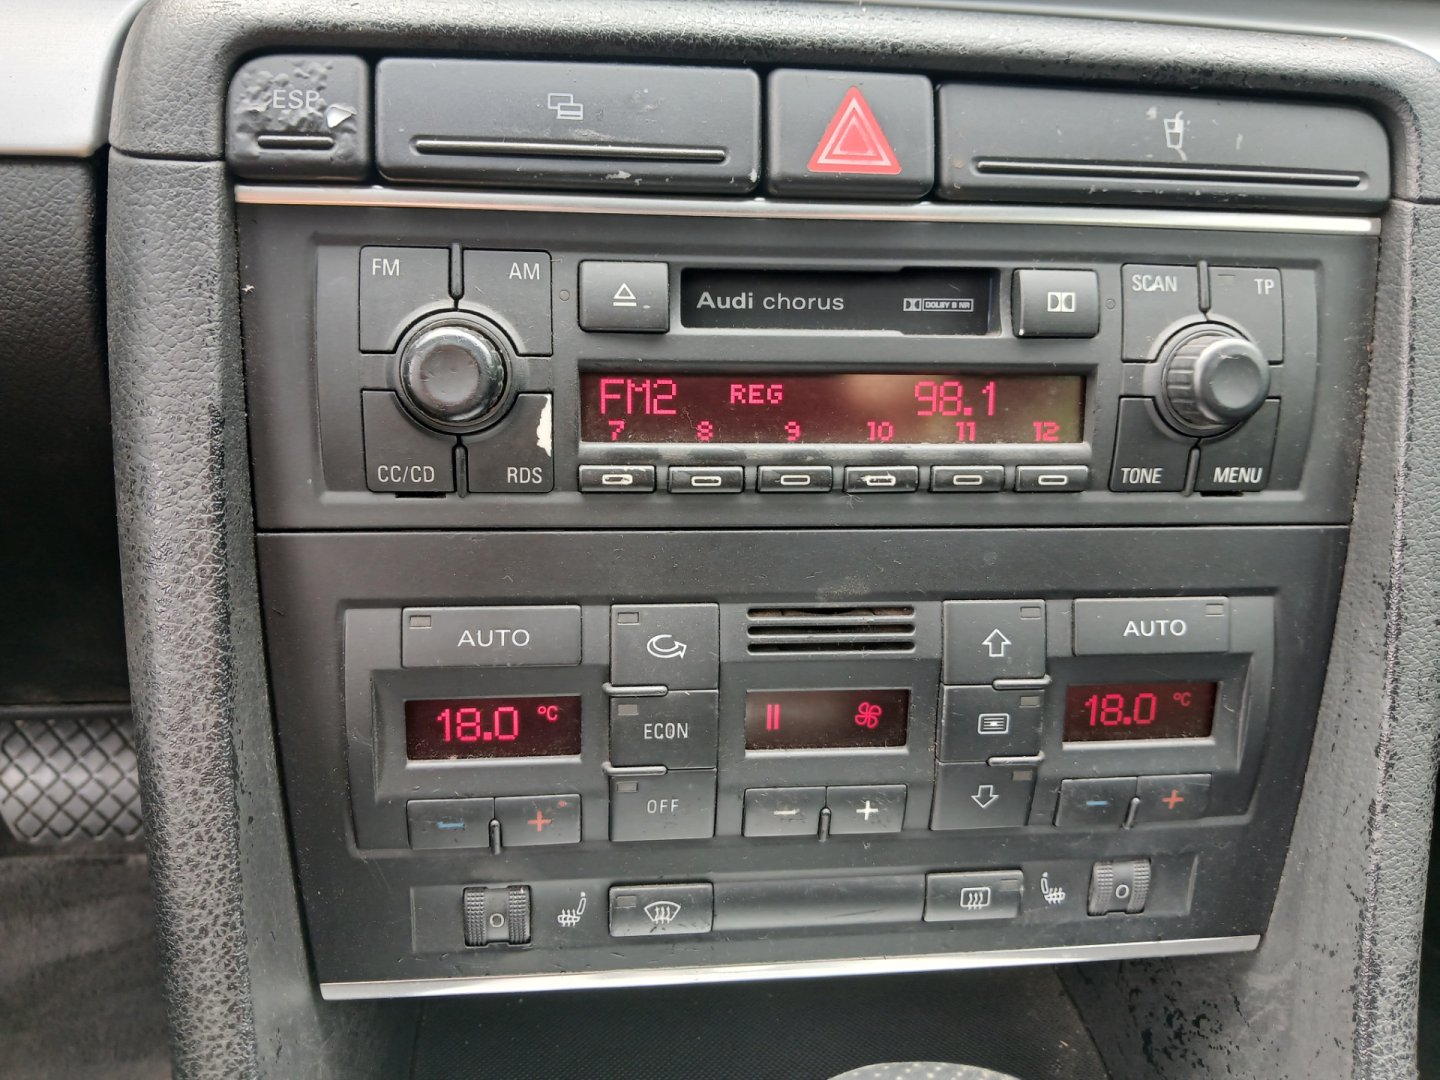 ESP
FM AM
Audi chorus
DOLBY B NR
SCAN TP
FM2 REG 98.1
7 8 9 10 11 12
CC/CD RDS
TONE MENU
AUTO
AUTO
18.0 °C
ECON
18.0 °C
OFF
- +
- +
- +
O
O